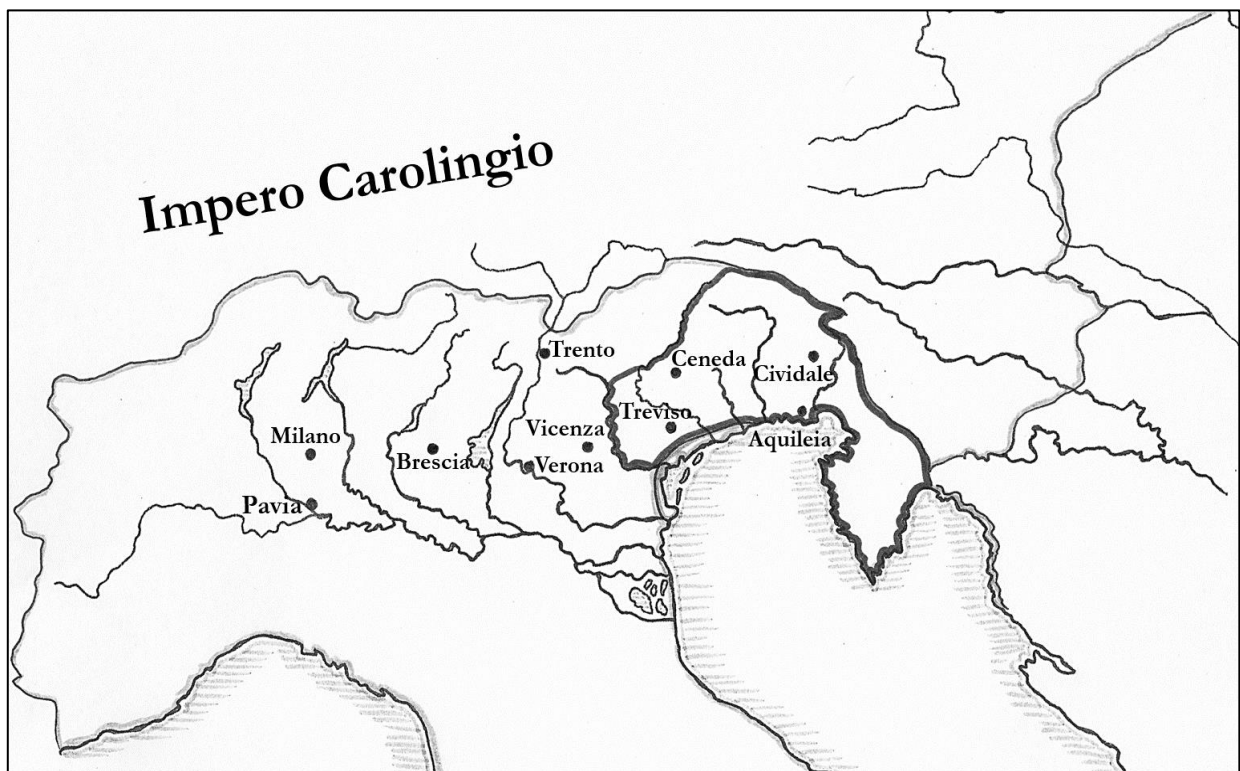 Impero Carolingio
Trento
Ceneda
Cividale
Treviso
Milano
Vicenza
Aquileia
Brescia
Verona
Pavia